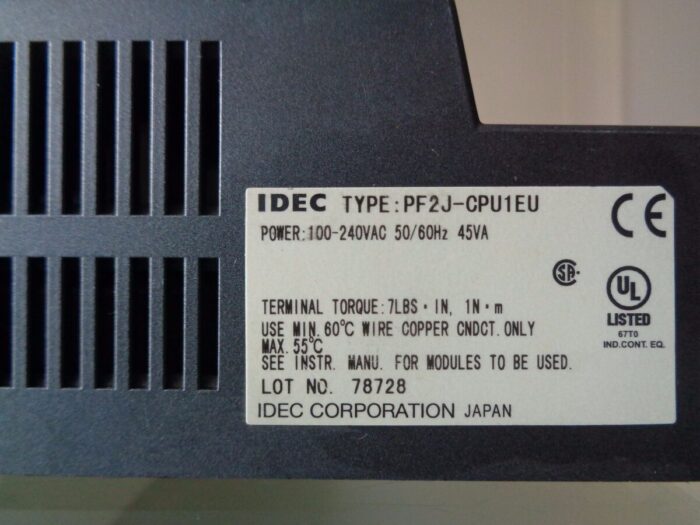 IDEC TYPE:PF2J-CPU1EU
POWER:100-240VAC 50/60Hz 45VA
CE
SA
UL
LISTED
67T0
IND.CONT. EQ.
TERMINAL TORQUE:7LBS・IN, 1N・m
USE MIN.60℃ WIRE COPPER CNDCT.ONLY
MAX.55℃
SEE INSTR. MANU. FOR MODULES TO BE USED.
LOT NO. 78728
IDEC CORPORATION JAPAN